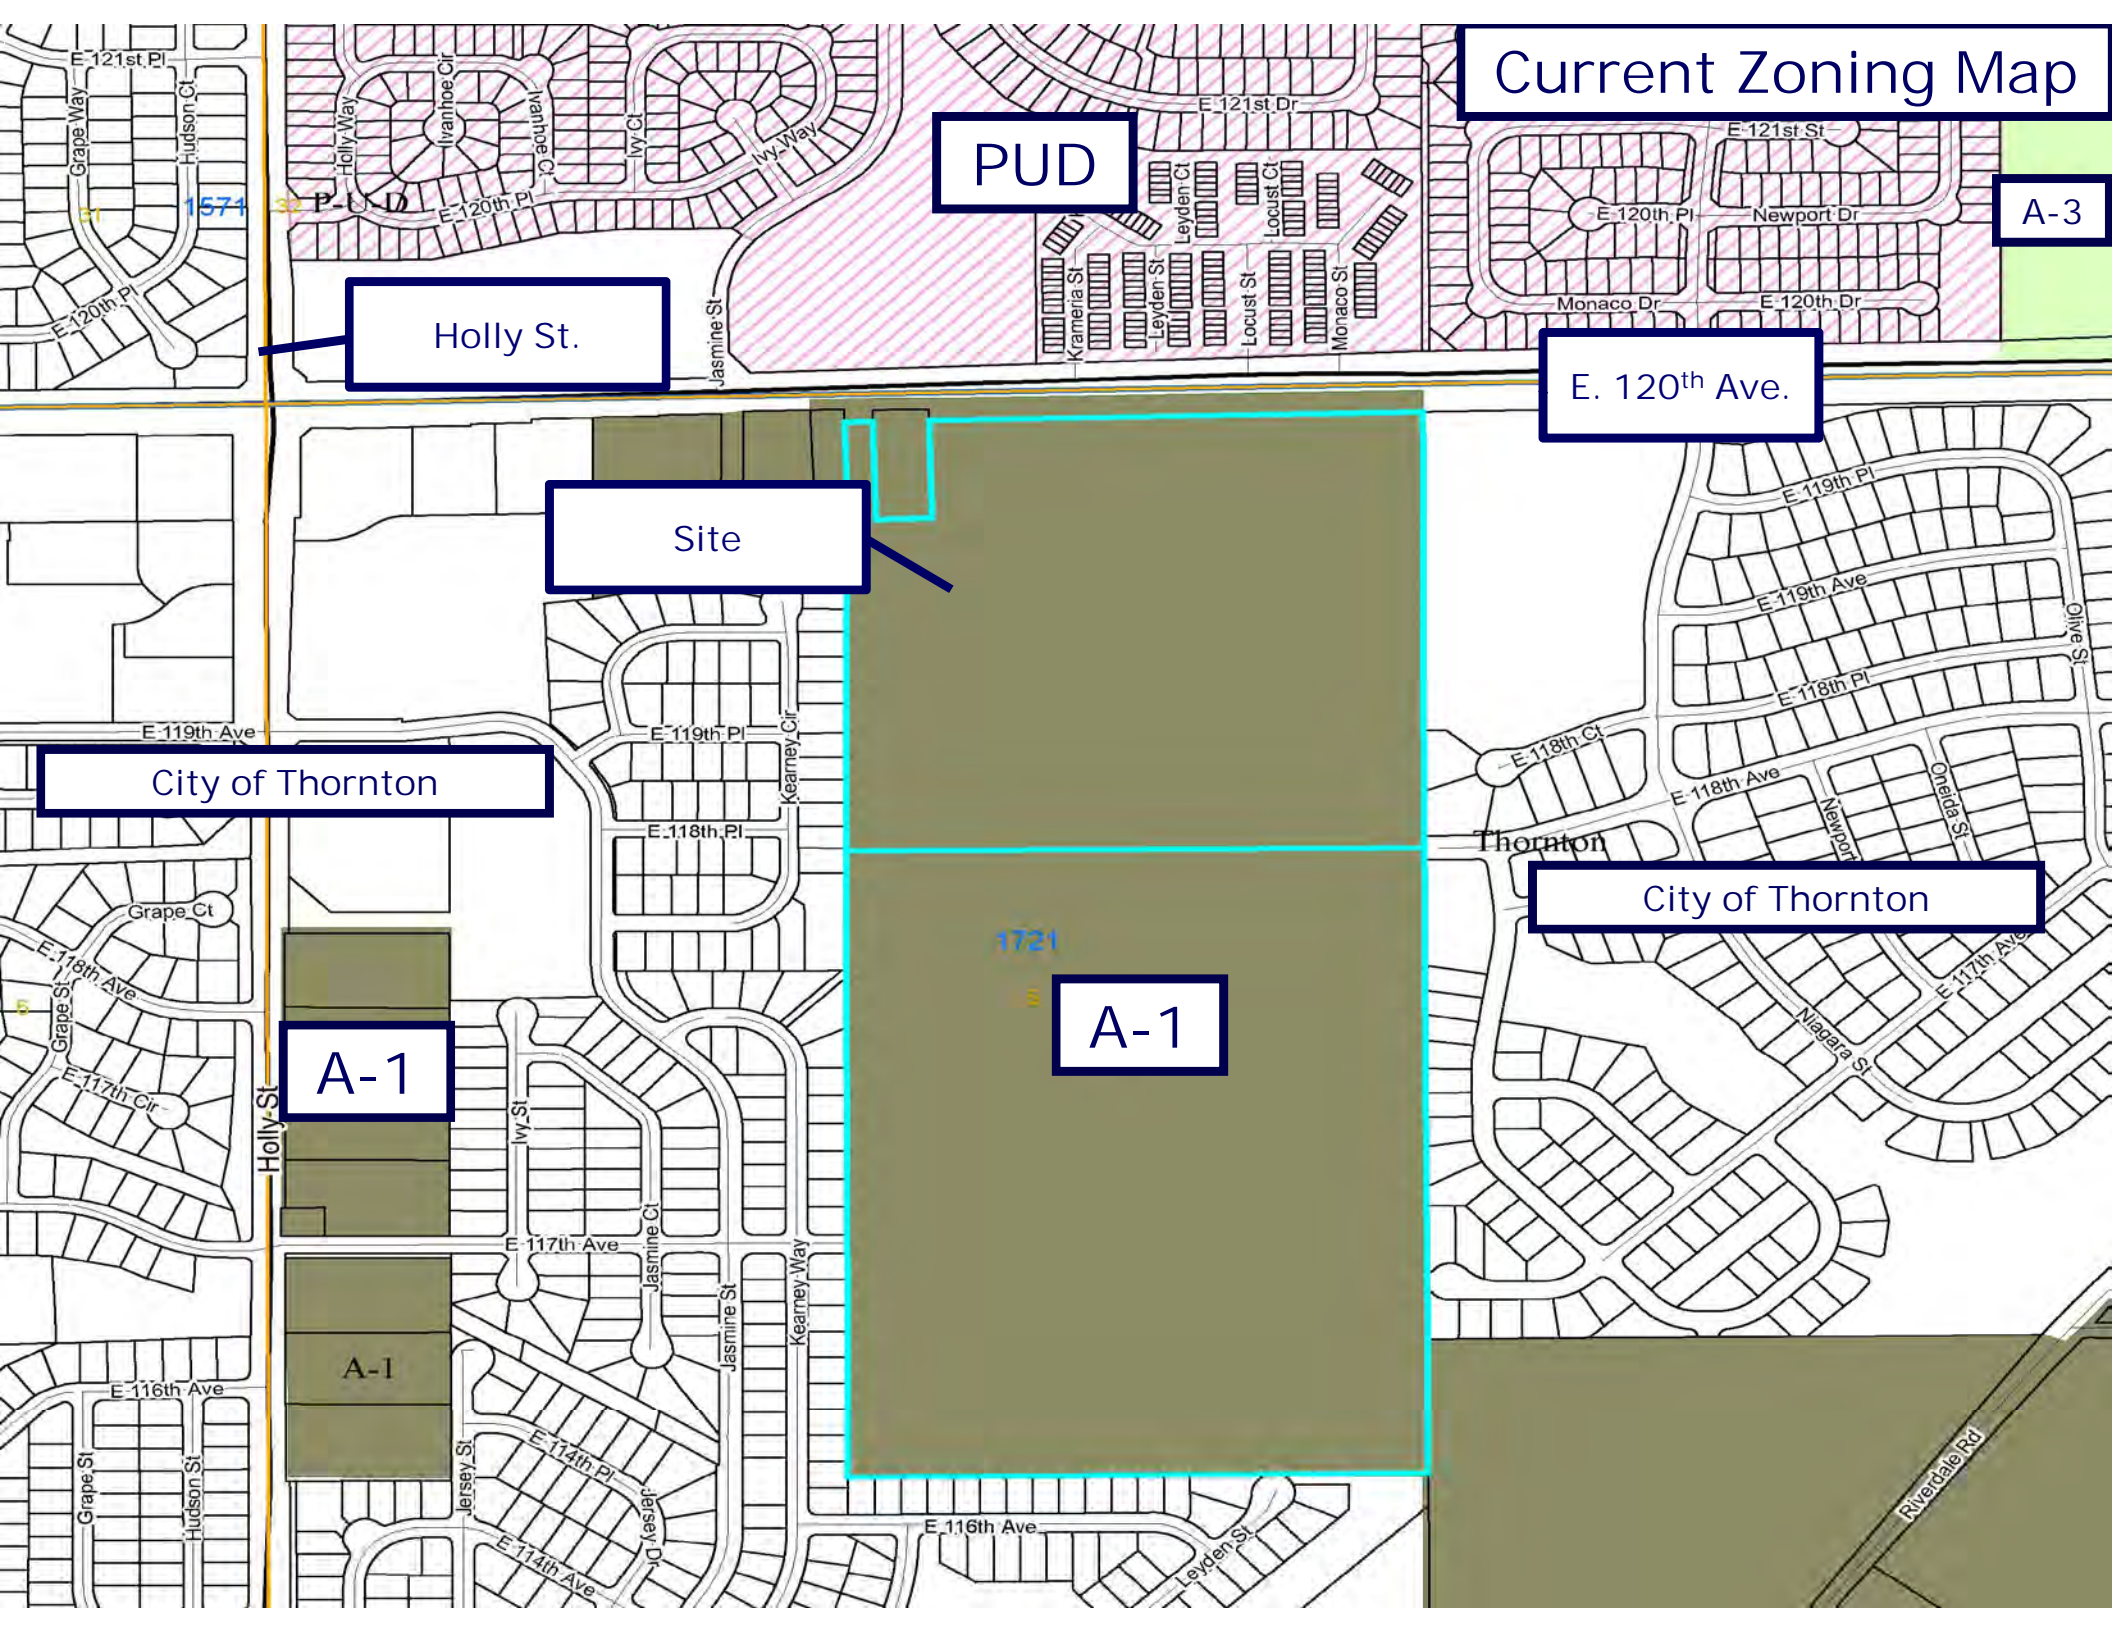 Current Zoning Map
E 121st Pl
Grape Way
Hudson Ct
Holly Way
Ivanhoe Cir
Ivanhoe Ct
Ivy Ct
Ivy Way
E 121st Dr
E 121st St
PUD
A-3
31
1571
32
P-U-D
E 120th Pl
Leyden Ct
Locust Ct
E 120th Pl
Newport Dr
E 120th Pl
Holly St.
Jasmine St
Krameria St
Leyden St
Locust St
Monaco St
Monaco Dr
E 120th Dr
E. 120th Ave.
Site
E 119th Pl
E 119th Ave
Olive St
E 118th Pl
E 119th Ave
E 119th Pl
Kearney Cir
E 118th Ct
E 118th Ave
Oneida St
Newport
City of Thornton
E 118th Pl
Thornton
City of Thornton
Grape Ct
E 118th Ave
Grape St
6
1721
5
A-1
E 117th Ave
Niagara St
A-1
E 117th Cir
Holly St
Ivy St
Jasmine Ct
E 117th Ave
Jasmine St
Kearney Way
A-1
E 116th Ave
Grape St
Hudson St
Jersey St
E 114th Pl
Jersey Dr
E 114th Ave
E 116th Ave
Leyden St
Riverdale Rd